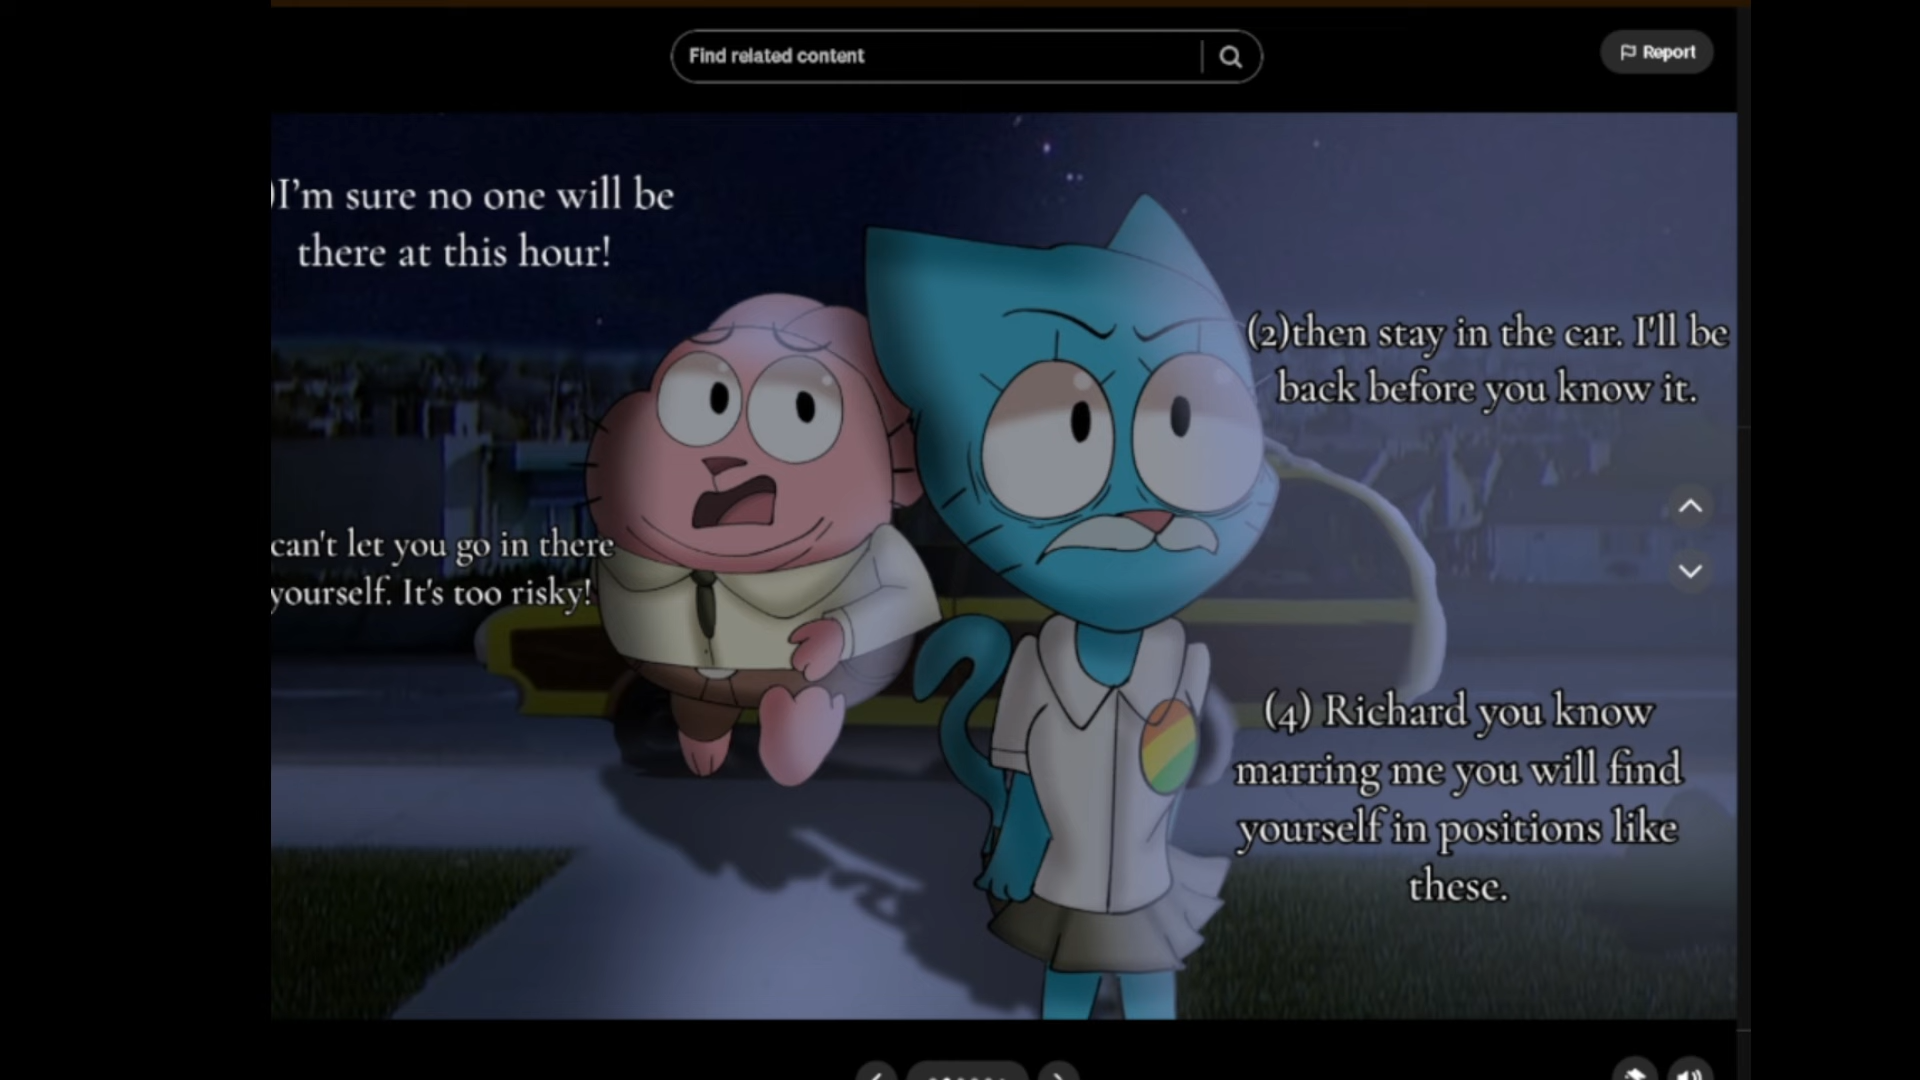 Find related content
Report
)I'm sure no one will be
there at this hour!
(2)then stay in the car. I'll be
back before you know it.
can't let you go in there
yourself. It's too risky!
(4) Richard you know
marring me you will find
yourself in positions like
these.